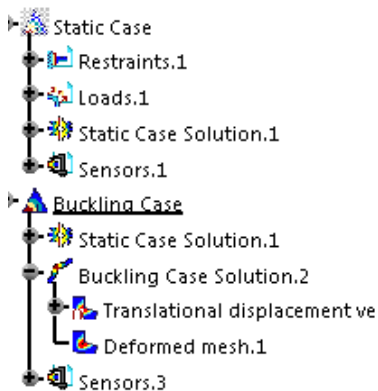 Static Case
Restraints.1
Loads.1
Static Case Solution.1
Sensors.1
Buckling Case
Static Case Solution.1
Buckling Case Solution.2
Translational displacement ve
Deformed mesh.1
Sensors.3